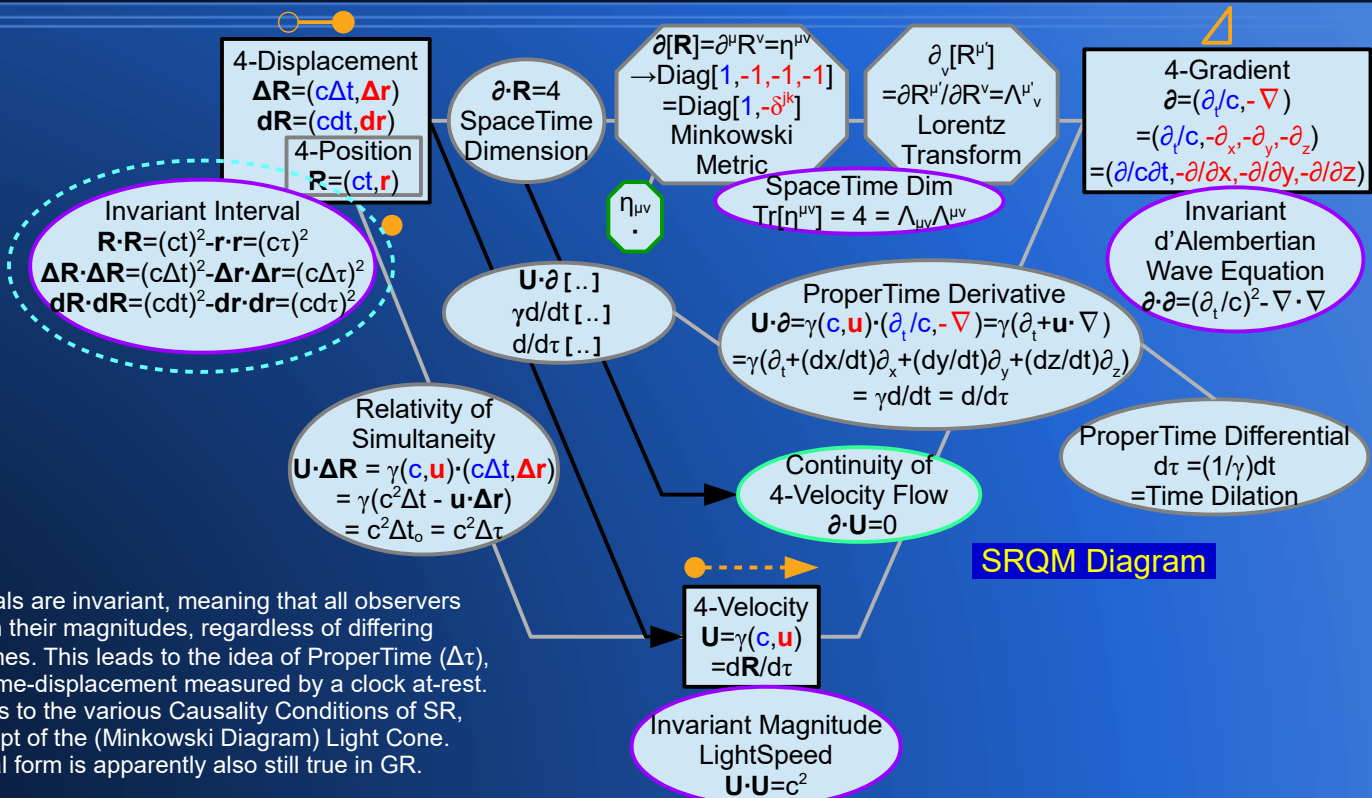 4-Displacement
ΔR=(cΔt,Δr)
dR=(cdt,dr)
4-Position
R=(ct,r)
Invariant Interval
R·R=(ct)²-r·r=(cτ)²
ΔR·ΔR=(cΔt)²-Δr·Δr=(cΔτ)²
dR·dR=(cdt)²-dr·dr=(cdτ)²
∂·R=4
SpaceTime
Dimension
∂[R]=∂^μR^ν=η^μν
→Diag[1,-1,-1,-1]
=Diag[1,-δ^jk]
Minkowski
Metric
∂_ν[R^μ']
=∂R^μ'/∂R^ν=Λ^μ'_ν
Lorentz
Transform
SpaceTime Dim
Tr[η^μν] = 4 = Λ_μνΛ^μν
η_μν
·
4-Gradient
∂=(∂_t/c,-∇)
=(∂_t/c,-∂_x,-∂_y,-∂_z)
=(∂/c∂t,-∂/∂x,-∂/∂y,-∂/∂z)
Invariant
d'Alembertian
Wave Equation
∂·∂=(∂_t/c)²-∇·∇
U·∂[..]
γd/dt[..]
d/dτ[..]
ProperTime Derivative
U·∂=γ(c,u)·(∂_t/c,-∇)=γ(∂_t+u·∇)
=γ(∂_t+(dx/dt)∂_x+(dy/dt)∂_y+(dz/dt)∂_z)
= γd/dt = d/dτ
Relativity of
Simultaneity
U·ΔR = γ(c,u)·(cΔt,Δr)
= γ(c²Δt - u·Δr)
= c²Δt_o = c²Δτ
ProperTime Differential
dτ =(1/γ)dt
=Time Dilation
Continuity of
4-Velocity Flow
∂·U=0
SRQM Diagram
4-Velocity
U=γ(c,u)
=dR/dτ
Invariant Magnitude
LightSpeed
U·U=c²
als are invariant, meaning that all observers
n their magnitudes, regardless of differing
nes. This leads to the idea of ProperTime (Δτ),
me-displacement measured by a clock at-rest.
s to the various Causality Conditions of SR,
pt of the (Minkowski Diagram) Light Cone.
al form is apparently also still true in GR.